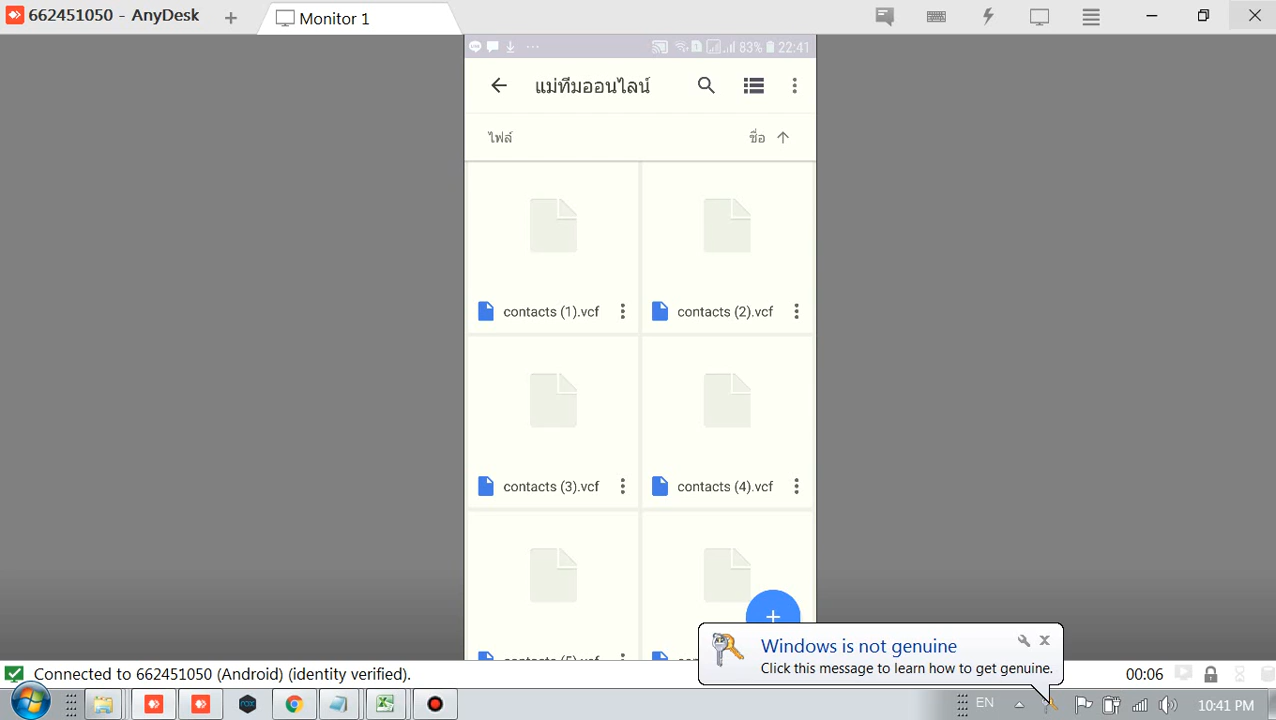 662451050 - AnyDesk
Monitor 1
83% 22:41
แม่ทีมออนไลน์
ไฟล์
ชื่อ
contacts (1).vcf
contacts (2).vcf
contacts (3).vcf
contacts (4).vcf
Windows is not genuine
Click this message to learn how to get genuine.
Connected to 662451050 (Android) (identity verified).
00:06
EN
10:41 PM